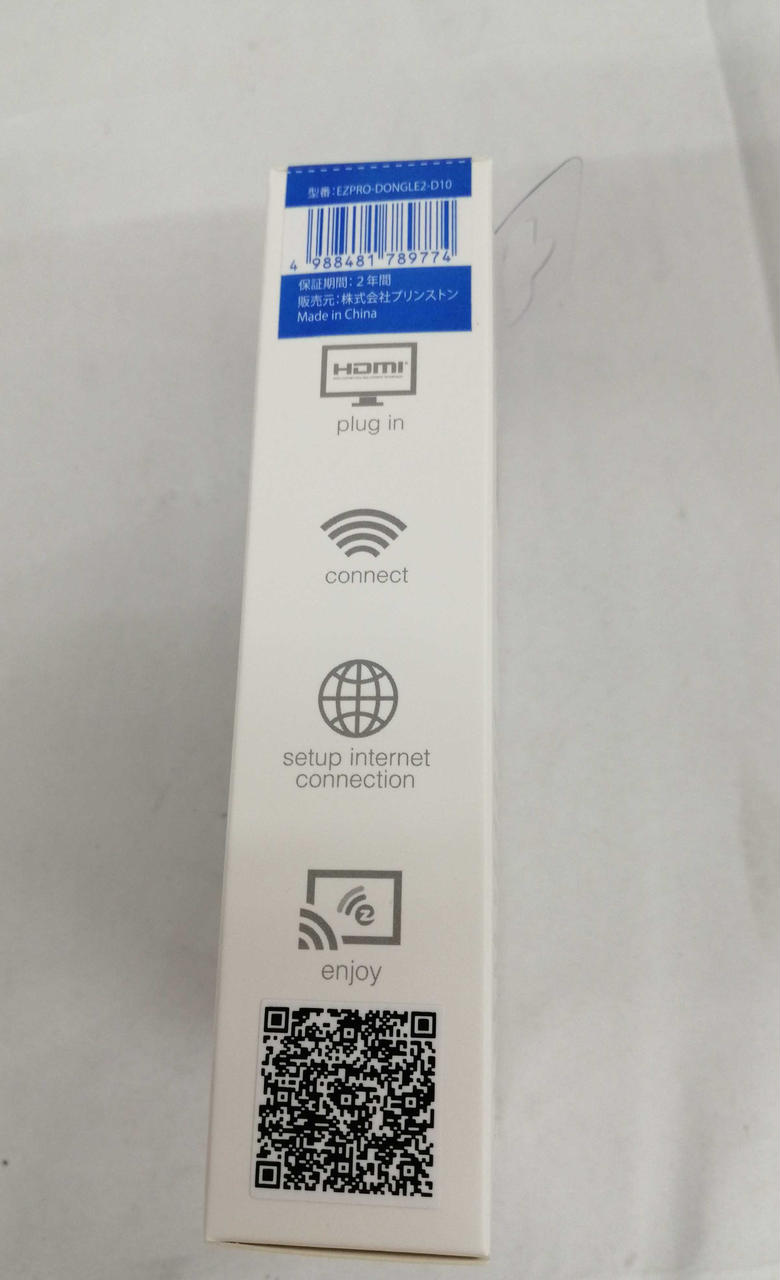 型番:EZPRO-DONGLE2-D10
4 988481 789774
保証期間:2年間
販売元:株式会社プリンストン
Made in China
HDMI
plug in
connect
setup internet
connection
enjoy